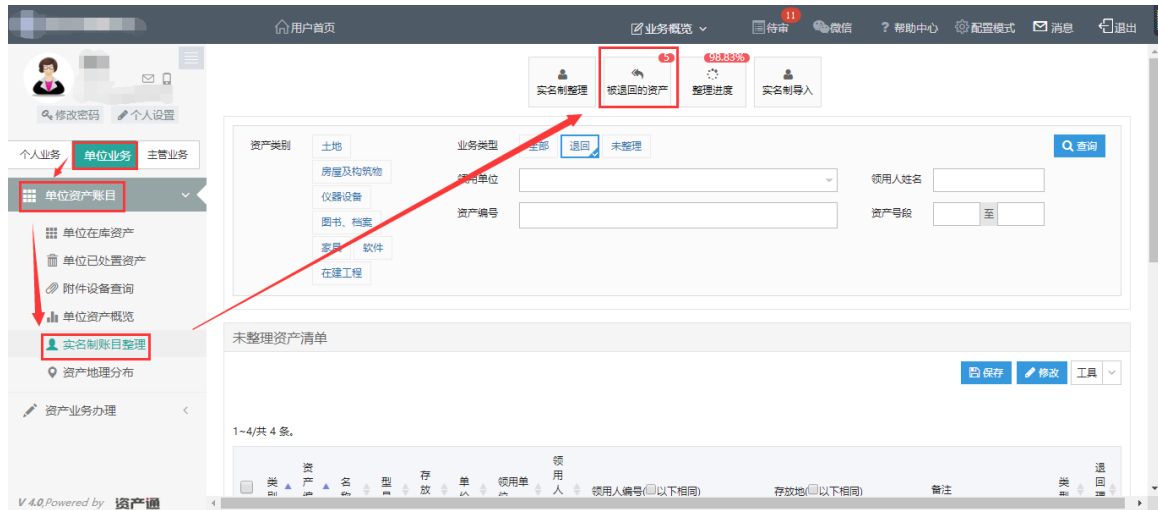 用户首页
业务概览
待审
11
微信
? 帮助中心
配置模式
消息
退出
修改密码
个人设置
个人业务
单位业务
主管业务
单位资产账目
单位在库资产
单位已处置资产
附件设备查询
单位资产概览
实名制账目整理
资产地理分布
资产业务办理
V 4.0,Powered by 资产通
实名制整理
5
被退回的资产
98.83%
整理进度
实名制导入
资产类别
土地
房屋及构筑物
仪器设备
图书、档案
家具
软件
在建工程
业务类型
全部
退回
未整理
查询
领用单位
领用人姓名
资产编号
资产号段
至
未整理资产清单
保存
修改
工具
1~4/共 4 条。
类别
资产编
名称
型
存放
单价
领用单位
领用人
领用人编号(以下相同)
存放地(以下相同)
备注
类型
退回理